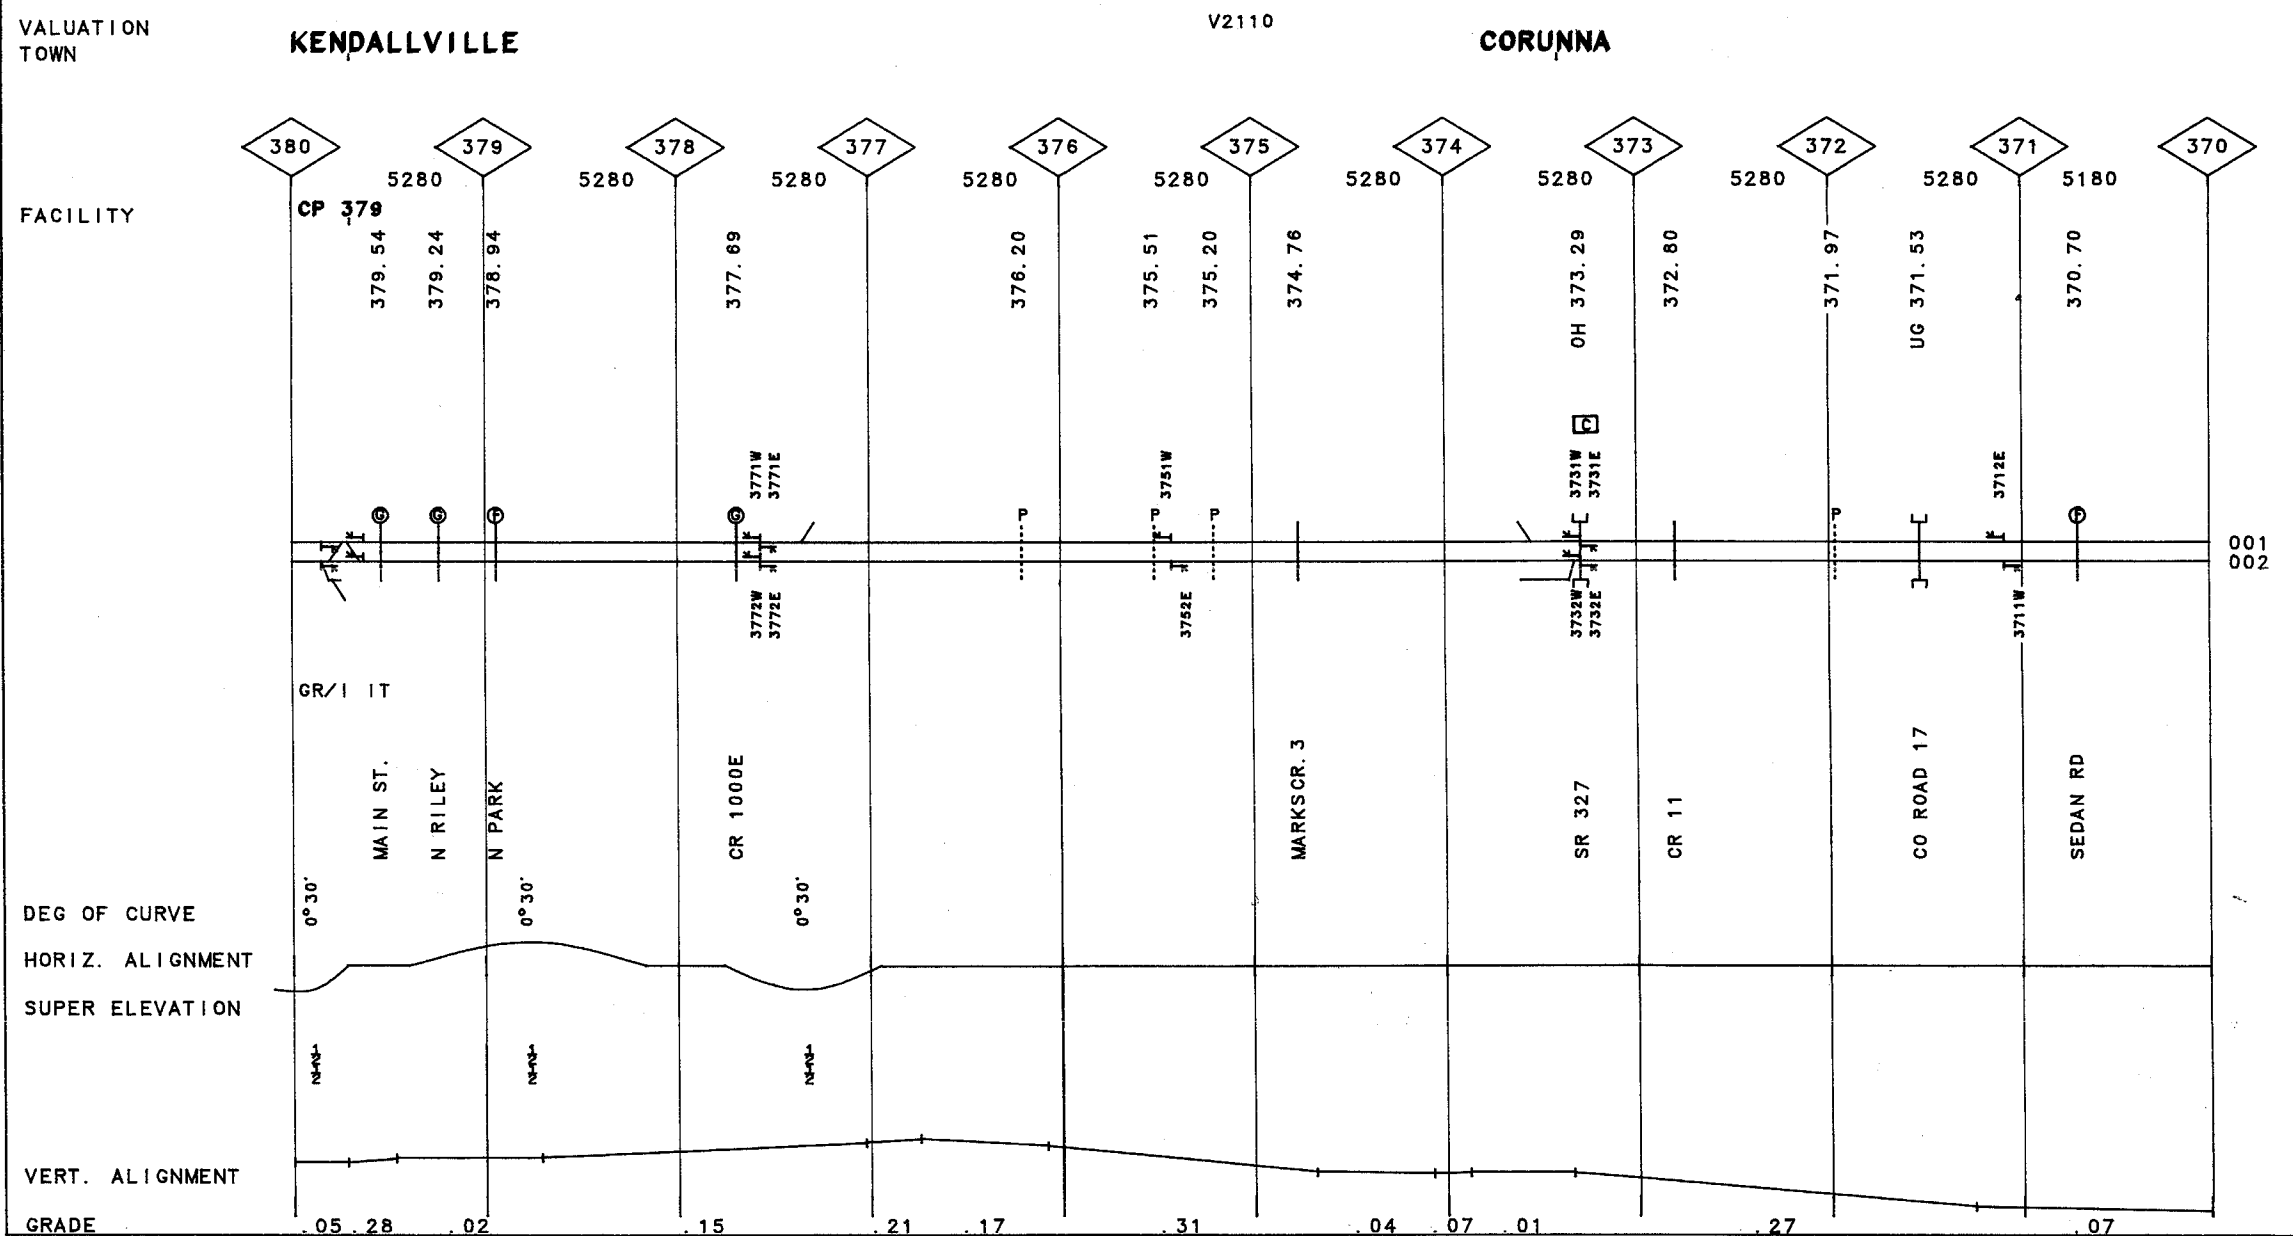 VALUATION
TOWN
KENDALLVILLE
V2110
CORUNNA
380 379 378 377 376 375 374 373 372 371 370
5280 5280 5280 5280 5280 5280 5280 5280 5280 5180
FACILITY
CP 379
379.54
379.24
378.94
377.69
376.20
375.51
375.20
374.76
OH 373.29
372.80
371.97
UG 371.53
370.70
C
3771W
3771E
3751W
3731W
3731E
3712E
G G F G P P P P F
001
002
3772W
3772E
3752E
3732W
3732E
3711W
GR/I IT
MAIN ST.
N RILEY
N PARK
CR 1000E
MARKSCR. 3
SR 327
CR 11
CO ROAD 17
SEDAN RD
DEG OF CURVE
0°30'
0°30'
0°30'
HORIZ. ALIGNMENT
SUPER ELEVATION
VERT. ALIGNMENT
GRADE
.05 .28 .02 .15 .21 .17 .31 .04 .07 .01 .27 .07